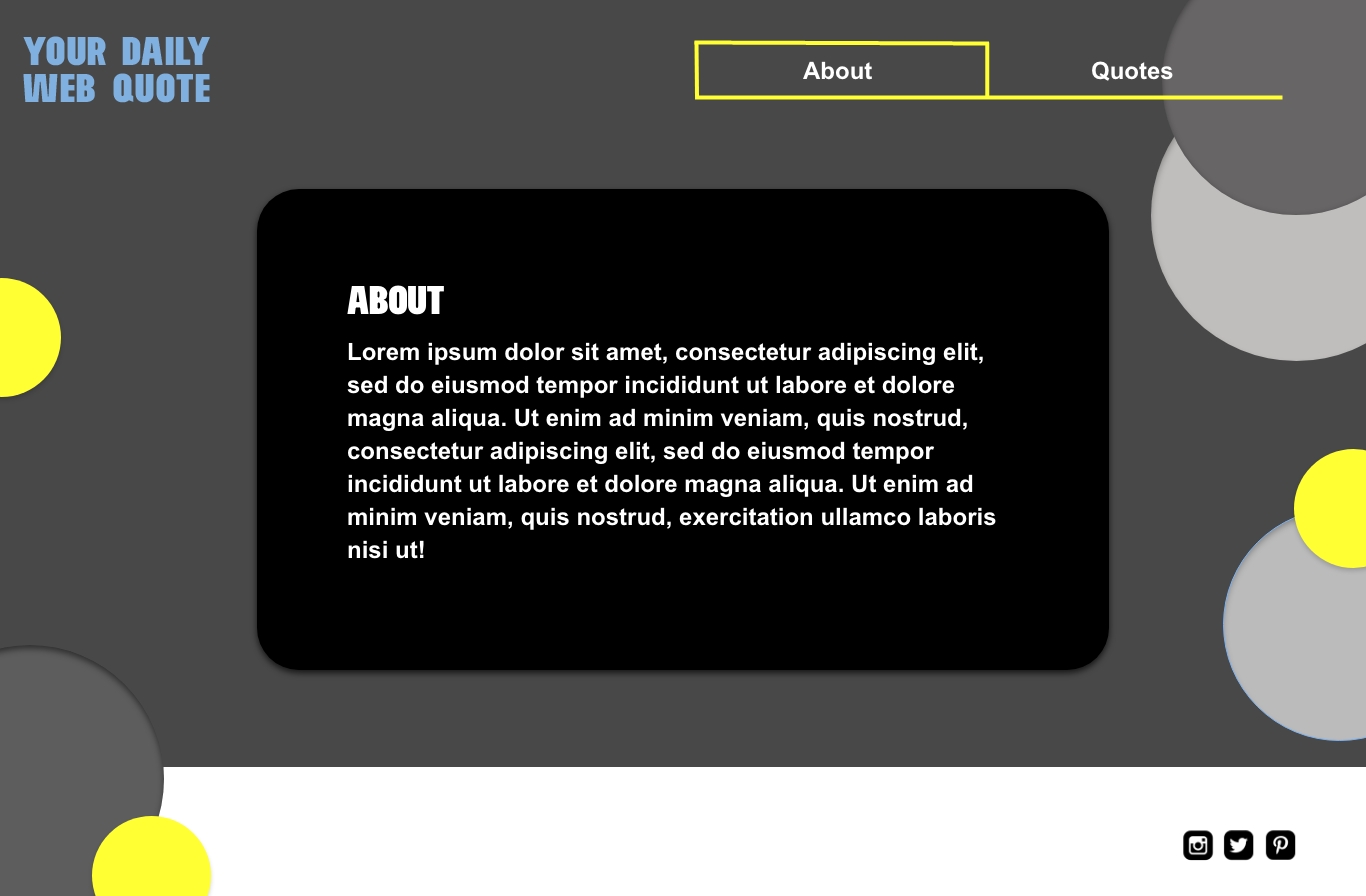 YOUR DAILY
WEB QUOTE
About
Quotes
ABOUT
Lorem ipsum dolor sit amet, consectetur adipiscing elit,
sed do eiusmod tempor incididunt ut labore et dolore
magna aliqua. Ut enim ad minim veniam, quis nostrud,
consectetur adipiscing elit, sed do eiusmod tempor
incididunt ut labore et dolore magna aliqua. Ut enim ad
minim veniam, quis nostrud, exercitation ullamco laboris
nisi ut!